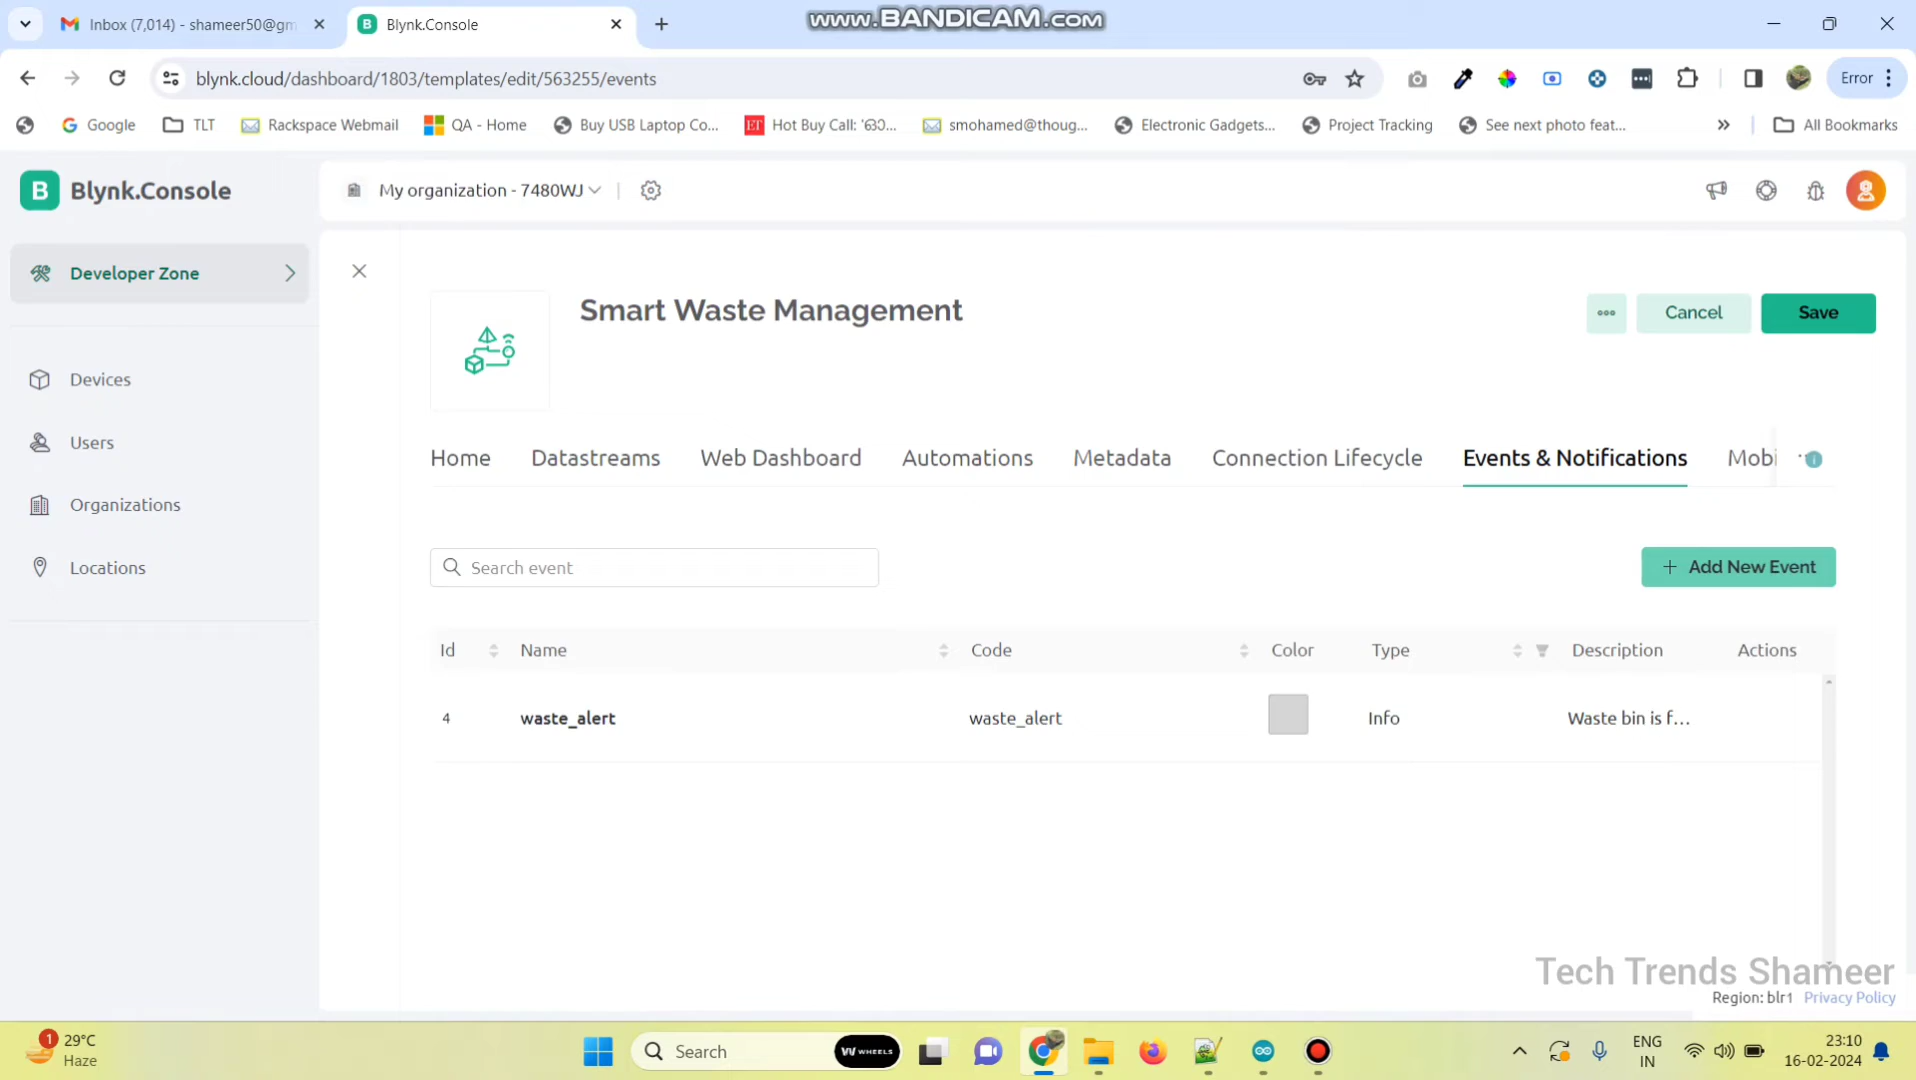 www.BANDICAM.com
Inbox (7,014) - shameer50@gm
Blynk.Console
blynk.cloud/dashboard/1803/templates/edit/563255/events
Error
Google
TLT
Rackspace Webmail
QA - Home
Buy USB Laptop Co...
Hot Buy Call: 'ഓ...
smohamed@thoug...
Electronic Gadgets...
Project Tracking
See next photo feat...
All Bookmarks
B
Blynk.Console
My organization - 7480WJ
Developer Zone
Devices
Users
Organizations
Locations
Smart Waste Management
Cancel
Save
Home
Datastreams
Web Dashboard
Automations
Metadata
Connection Lifecycle
Events & Notifications
Mobi
Search event
+ Add New Event
Id
Name
Code
Color
Type
Description
Actions
4
waste_alert
waste_alert
Info
Waste bin is f...
Tech Trends Shameer
Region: blr1 Privacy Policy
1
29°C
Haze
Search
WHEELS
ENG
IN
23:10
16-02-2024